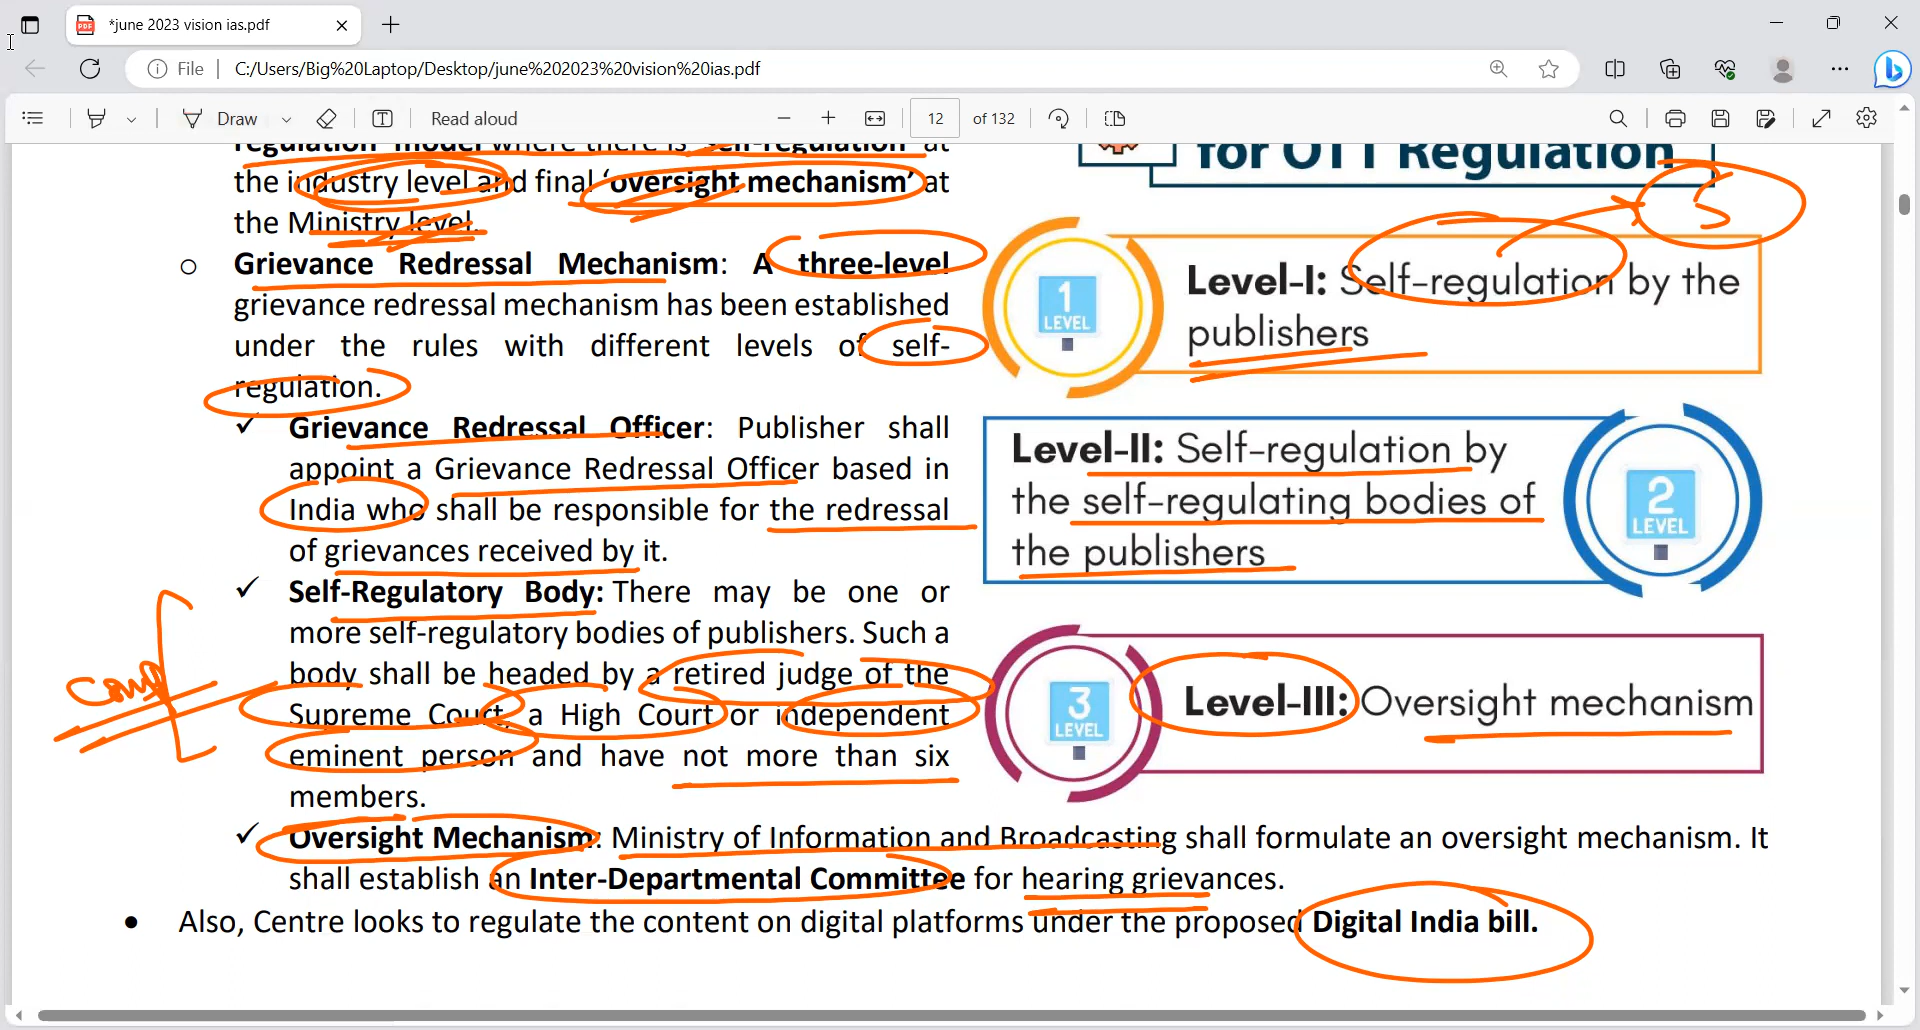 *june 2023 vision ias.pdf
File
C:/Users/Big%20Laptop/Desktop/june%202023%20vision%20ias.pdf
Draw
T
Read aloud
12 of 132
regulation model where there is self-regulation at
the industry level and final ‘oversight mechanism’ at
the Ministry level.
Grievance Redressal Mechanism: A three-level
grievance redressal mechanism has been established
under the rules with different levels of self-
regulation.
Grievance Redressal Officer: Publisher shall
appoint a Grievance Redressal Officer based in
India who shall be responsible for the redressal
of grievances received by it.
Self-Regulatory Body: There may be one or
more self-regulatory bodies of publishers. Such a
body shall be headed by a retired judge of the
Supreme Court, a High Court or independent
eminent person and have not more than six
members.
Oversight Mechanism: Ministry of Information and Broadcasting shall formulate an oversight mechanism. It
shall establish an Inter-Departmental Committee for hearing grievances.
Also, Centre looks to regulate the content on digital platforms under the proposed Digital India bill.
for OTT Regulation
3
1
LEVEL
Level-I: Self-regulation by the
publishers
Level-II: Self-regulation by
the self-regulating bodies of
the publishers
2
LEVEL
3
LEVEL
Level-III: Oversight mechanism